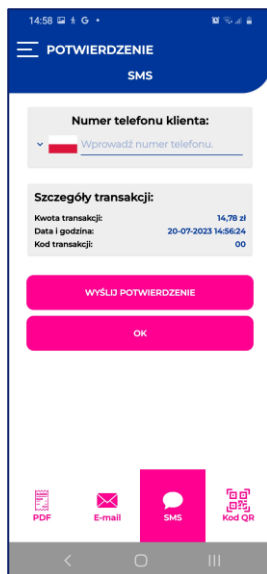 14:58 G
POTWIERDZENIE
SMS
Numer telefonu klienta:
Wprowadź numer telefonu.
Szczegóły transakcji:
Kwota transakcji: 14,78 zł
Data i godzina: 20-07-2023 14:56:24
Kod transakcji: 00
WYŚLIJ POTWIERDZENIE
OK
PDF E-mail SMS Kod QR